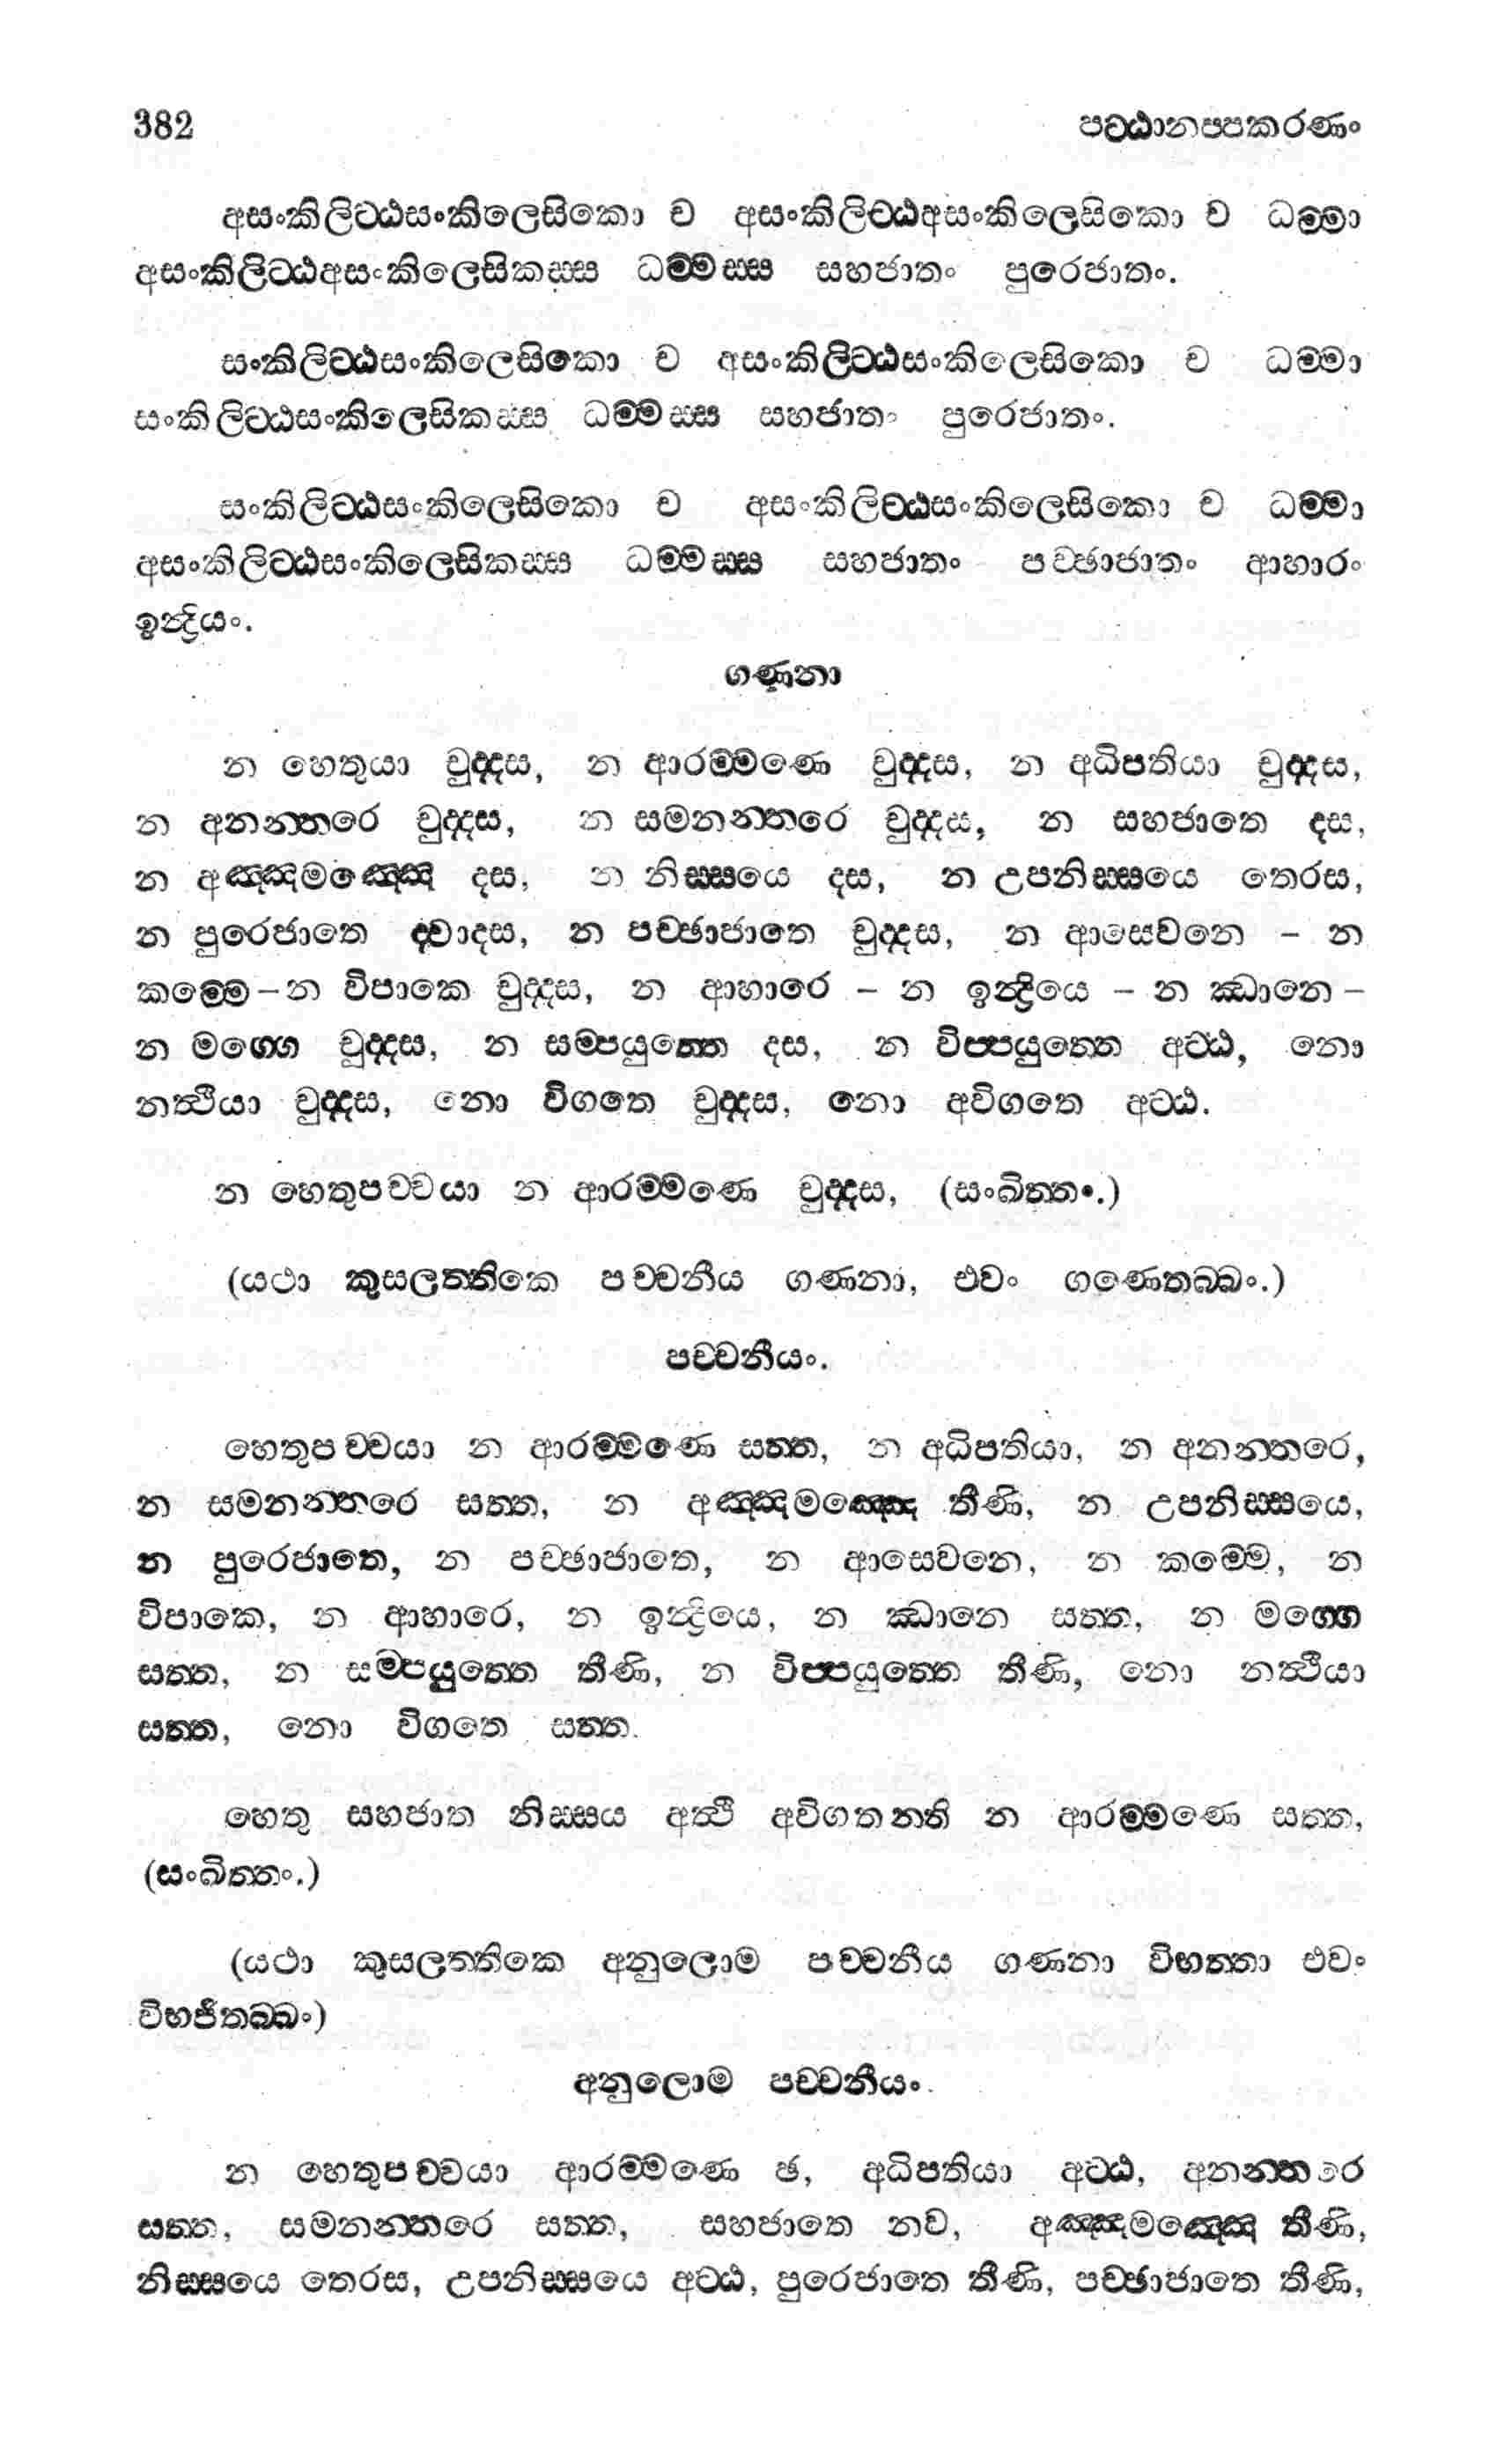 382 පට්ඨානප්පකරණං
අසංකිලිට්ඨසංකිලෙසිකො ච අසංකිලිට්ඨඅසංකිලෙසිකො ච ධම්මා
අසංකිලිට්ඨඅසංකිලෙසිකස්ස ධම්මස්ස සහජාතං පුරෙජාතං.
සංකිලිට්ඨසංකිලෙසිකො ච අසංකිලිට්ඨසංකිලෙසිකො ච ධම්මා
සංකිලිට්ඨසංකිලෙසිකස්ස ධම්මස්ස සහජාතං පුරෙජාතං.
සංකිලිට්ඨසංකිලෙසිකො ච අසංකිලිට්ඨසංකිලෙසිකො ච ධම්මා
අසංකිලිට්ඨසංකිලෙසිකස්ස ධම්මස්ස සහජාතං පච්ඡාජාතං ආහාරං
ඉන්ද්‍රියං.
ගණනා
න හෙතුයා චුද්දස, න ආරම්මණෙ චුද්දස, න අධිපතියා චුද්දස,
න අනන්තරෙ චුද්දස, න සමනන්තරෙ චුද්දස, න සහජාතෙ දස,
න අඤ්ඤමඤ්ඤෙ දස, න නිස්සයෙ දස, න උපනිස්සයෙ තෙරස,
න පුරෙජාතෙ ද්වාදස, න පච්ඡාජාතෙ චුද්දස, න ආසෙවනෙ - න
කම්මෙ – න විපාකෙ චුද්දස, න ආහාරෙ – න ඉන්ද්‍රියෙ – න ඣානෙ –
න මග්ගෙ චුද්දස, න සම්පයුත්තෙ දස, න විප්පයුත්තෙ අට්ඨ, නො
නත්ථියා චුද්දස, නො විගතෙ චුද්දස, නො අවිගතෙ අට්ඨ.
න හෙතුපච්චයා න ආරම්මණෙ චුද්දස, (සංඛිත්තං.)
(යථා කුසලත්තිකෙ පච්චනීය ගණනා, එවං ගණෙතබ්බං.)
පච්චනීයං.
හෙතුපච්චයා න ආරම්මණෙ සත්ත, න අධිපතියා, න අනන්තරෙ,
න සමනන්තරෙ සත්ත, න අඤ්ඤමඤ්ඤෙ තීණි, න උපනිස්සයෙ,
න පුරෙජාතෙ, න පච්ඡාජාතෙ, න ආසෙවනෙ, න කම්මෙ, න
විපාකෙ, න ආහාරෙ, න ඉන්ද්‍රියෙ, න ඣානෙ සත්ත, න මග්ගෙ
සත්ත, න සම්පයුත්තෙ තීණි, න විප්පයුත්තෙ තීණි, නො නත්ථියා
සත්ත, නො විගතෙ සත්ත.
හෙතු සහජාත නිස්සය අත්ථි අවිගතන්ති න ආරම්මණෙ සත්ත,
(සංඛිත්තං.)
(යථා කුසලත්තිකෙ අනුලොම පච්චනීය ගණනා විභත්තා එවං
විභජිතබ්බං)
අනුලොම පච්චනීයං.
න හෙතුපච්චයා ආරම්මණෙ ඡ, අධිපතියා අට්ඨ, අනන්තරෙ
සත්ත, සමනන්තරෙ සත්ත, සහජාතෙ නව, අඤ්ඤමඤ්ඤෙ තීණි,
නිස්සයෙ තෙරස, උපනිස්සයෙ අට්ඨ, පුරෙජාතෙ තීණි, පච්ඡාජාතෙ තීණි,